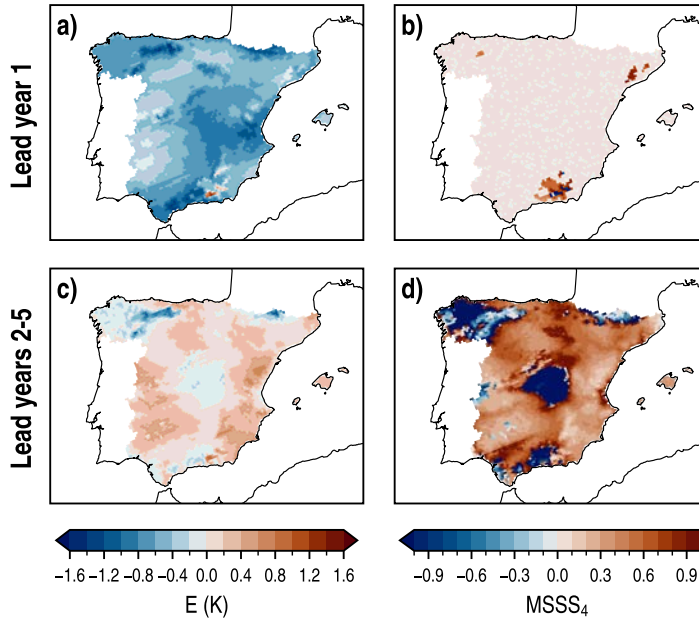 a)
b)
Lead year 1
c)
d)
Lead years 2-5
−1.6 −1.2 −0.8 −0.4 0.0 0.4 0.8 1.2 1.6
−0.9 −0.6 −0.3 0.0 0.3 0.6 0.9
E (K)
MSSS₄